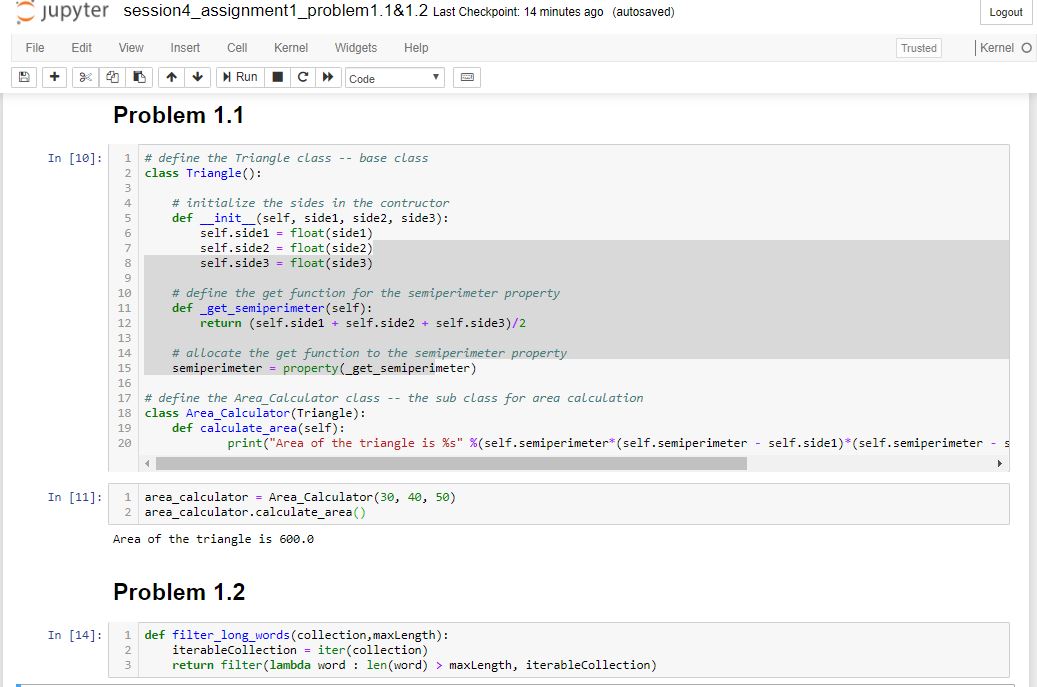 jupyter session4_assignment1_problem1.1&1.2 Last Checkpoint: 14 minutes ago (autosaved) Logout
File Edit View Insert Cell Kernel Widgets Help Trusted Kernel
Run Code
Problem 1.1
In [10]:
1 # define the Triangle class -- base class
2 class Triangle():
3
4 # initialize the sides in the contructor
5 def __init__(self, side1, side2, side3):
6 self.side1 = float(side1)
7 self.side2 = float(side2)
8 self.side3 = float(side3)
9
10 # define the get function for the semiperimeter property
11 def _get_semiperimeter(self):
12 return (self.side1 + self.side2 + self.side3)/2
13
14 # allocate the get function to the semiperimeter property
15 semiperimeter = property(_get_semiperimeter)
16
17 # define the Area_Calculator class -- the sub class for area calculation
18 class Area_Calculator(Triangle):
19 def calculate_area(self):
20 print("Area of the triangle is %s" %(self.semiperimeter*(self.semiperimeter - self.side1)*(self.semiperimeter - s
In [11]:
1 area_calculator = Area_Calculator(30, 40, 50)
2 area_calculator.calculate_area()
Area of the triangle is 600.0
Problem 1.2
In [14]:
1 def filter_long_words(collection,maxLength):
2 iterableCollection = iter(collection)
3 return filter(lambda word : len(word) > maxLength, iterableCollection)